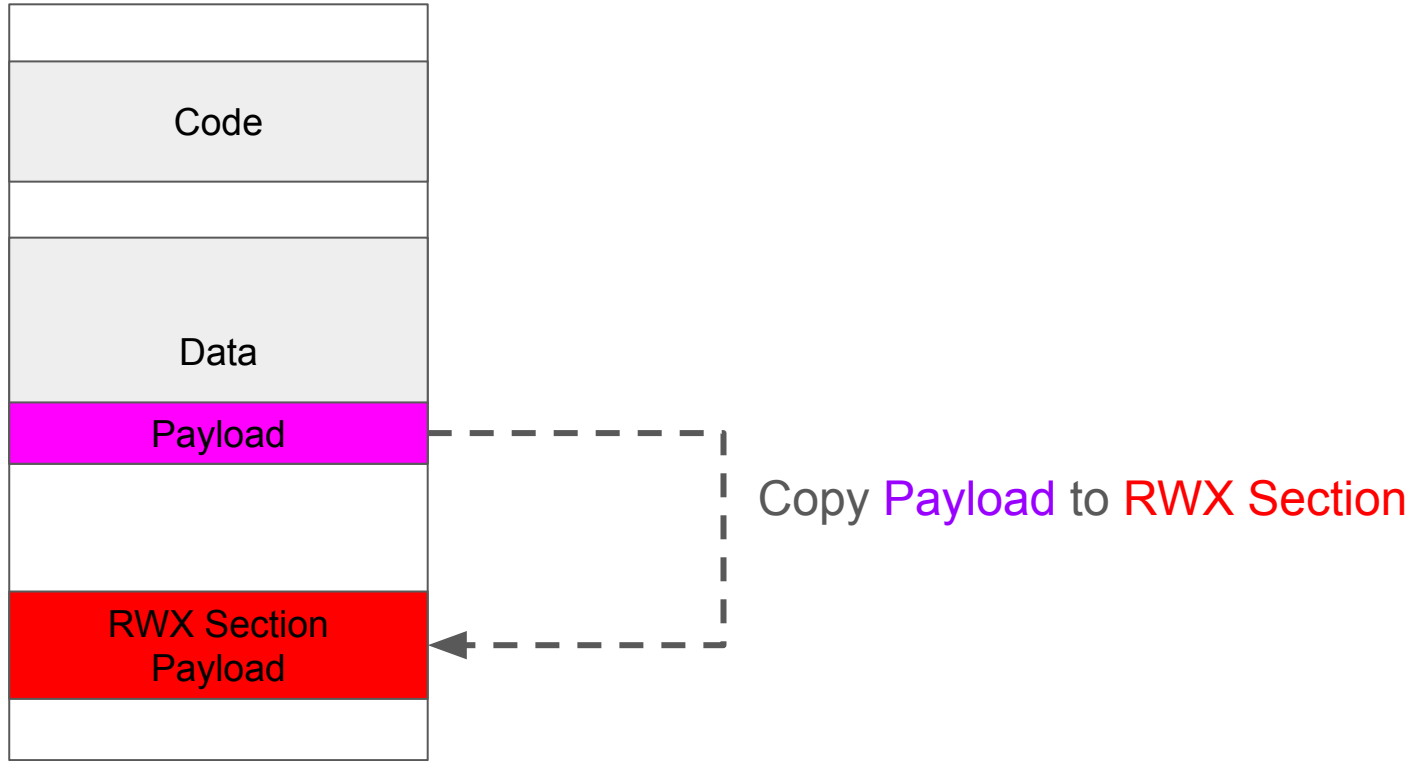 Code
Data
Payload
Copy Payload to RWX Section
RWX Section
Payload